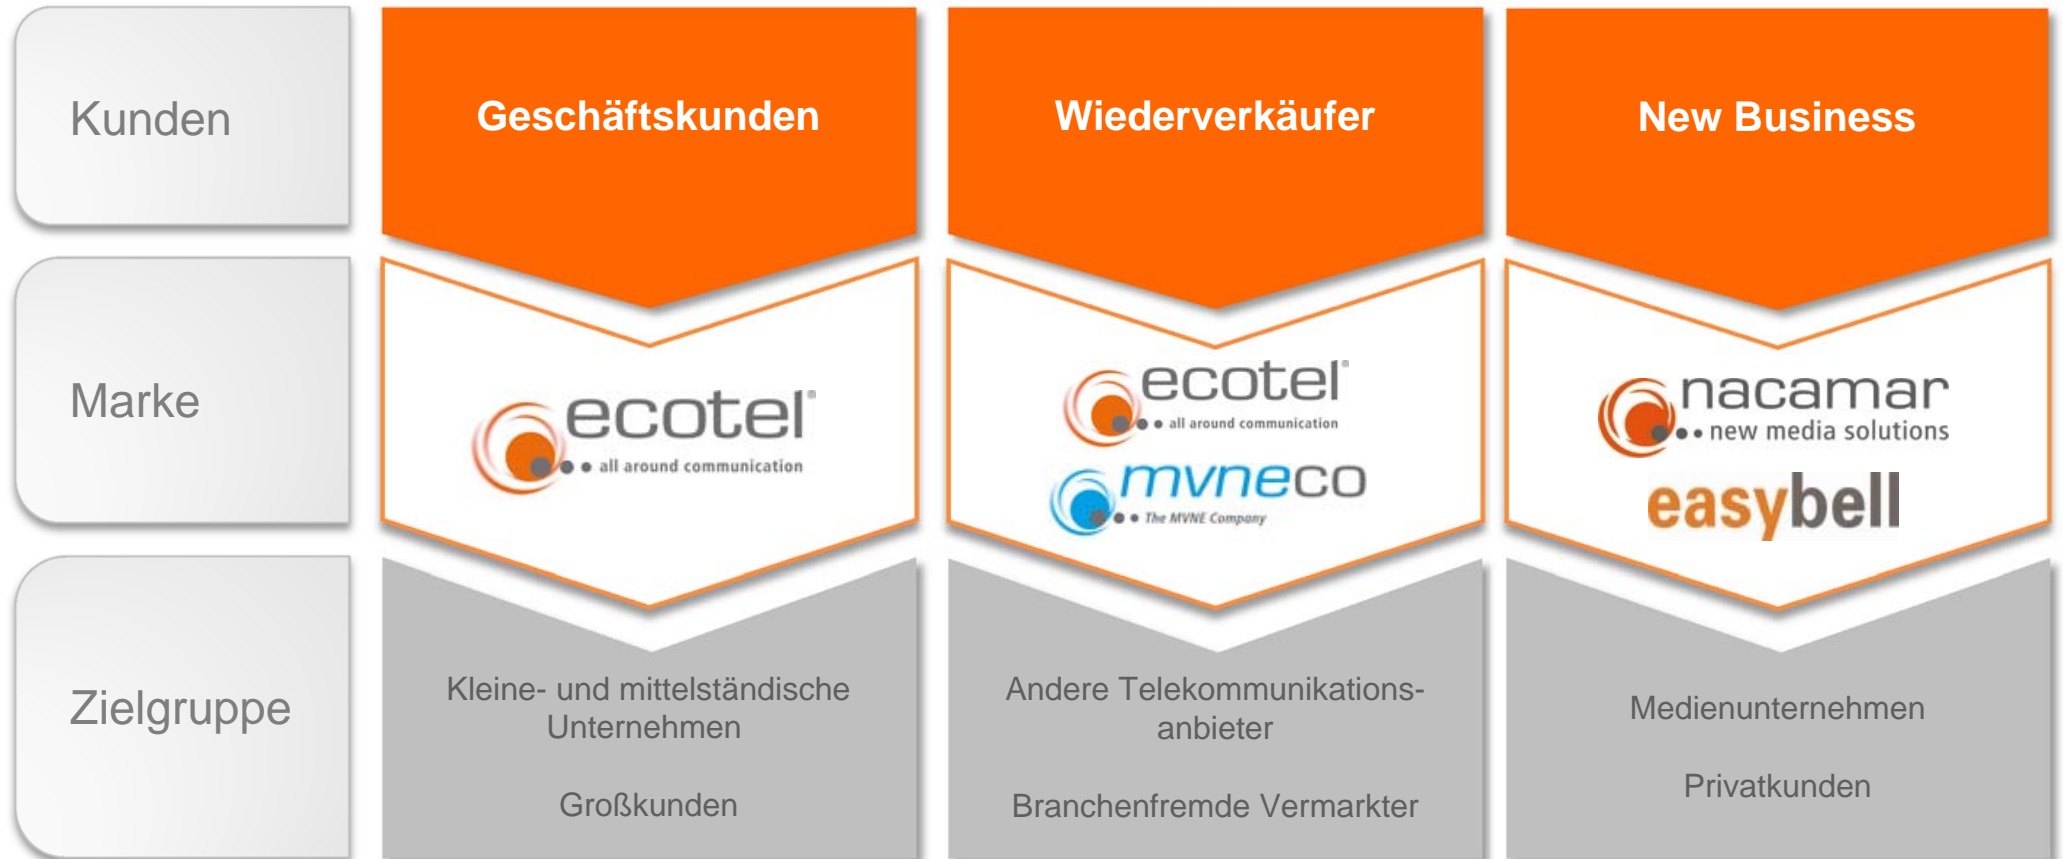 Kunden
Geschäftskunden
Wiederverkäufer
New Business
Marke
ecotel®
all around communication
ecotel®
all around communication
mvneco
The MVNE Company
nacamar
new media solutions
easybell
Zielgruppe
Kleine- und mittelständische
Unternehmen
Großkunden
Andere Telekommunikations-
anbieter
Branchenfremde Vermarkter
Medienunternehmen
Privatkunden